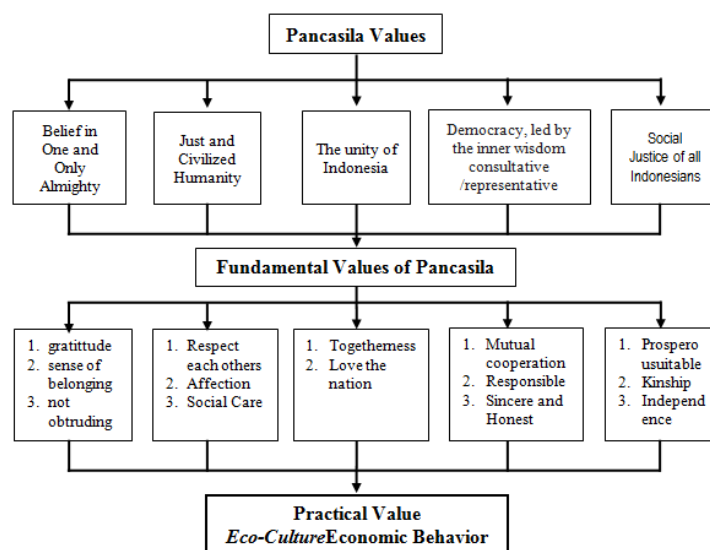 Pancasila Values
Belief in
One and
Only
Almighty
Just and
Civilized
Humanity
The unity of
Indonesia
Democracy, led by
the inner wisdom
consultative
/representative
Social
Justice of all
Indonesians
Fundamental Values of Pancasila
1. gratittude
2. sense of
belonging
3. not
obtruding
1. Respect
each others
2. Affection
3. Social Care
1. Togetherness
2. Love the
nation
1. Mutual
cooperation
2. Responsible
3. Sincere and
Honest
1. Prospero
usuitable
2. Kinship
3. Independ
ence
Practical Value
Eco-CultureEconomic Behavior